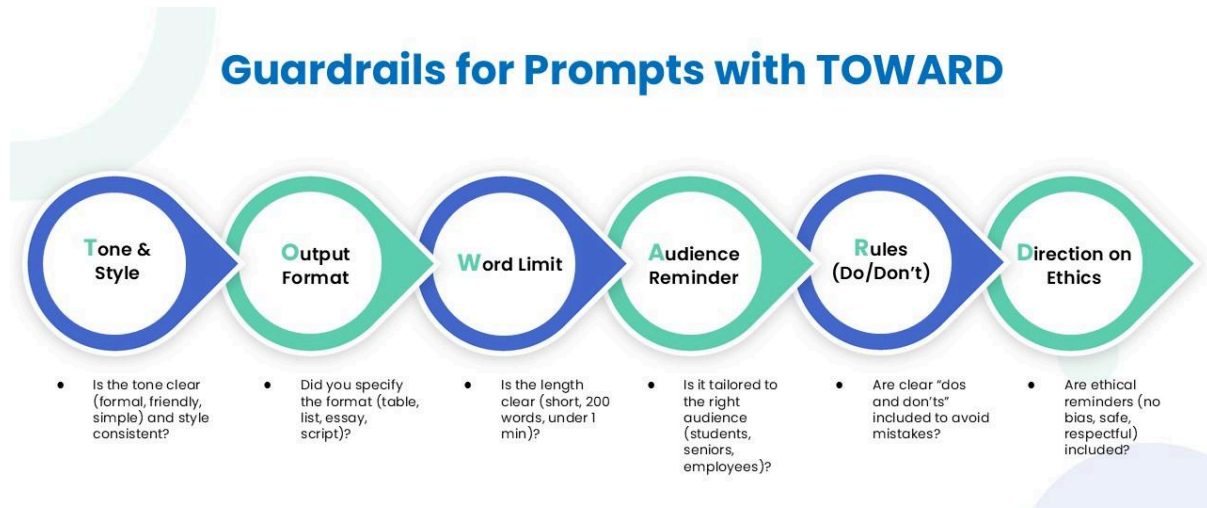 Guardrails for Prompts with TOWARD
Tone &
Style
Output
Format
Word Limit
Audience
Reminder
Rules
(Do/Don't)
Direction on
Ethics
● Is the tone clear
(formal, friendly,
simple) and style
consistent?
● Did you specify
the format (table,
list, essay,
script)?
● Is the length
clear (short, 200
words, under 1
min)?
● Is it tailored to
the right
audience
(students,
seniors,
employees)?
● Are clear “dos
and don'ts”
included to avoid
mistakes?
● Are ethical
reminders (no
bias, safe,
respectful)
included?